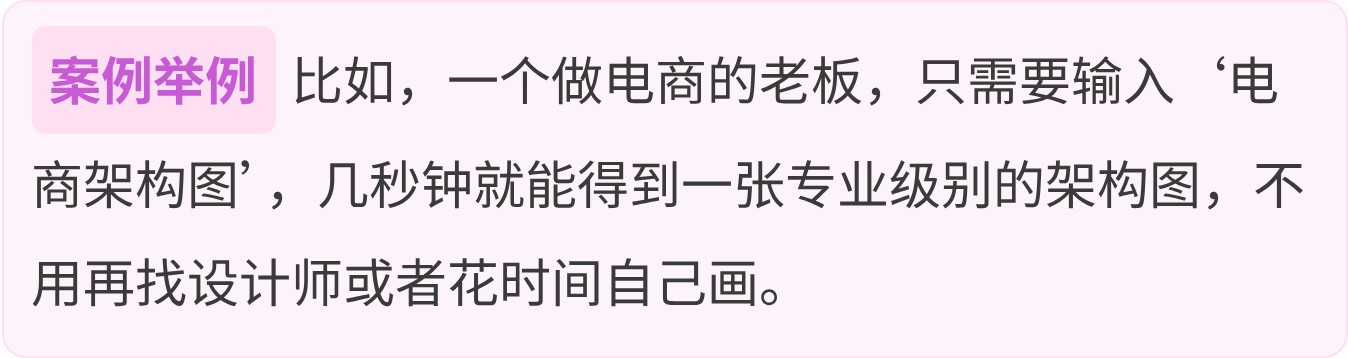 案例举例 比如，一个做电商的老板，只需要输入‘电
商架构图’，几秒钟就能得到一张专业级别的架构图，不
用再找设计师或者花时间自己画。